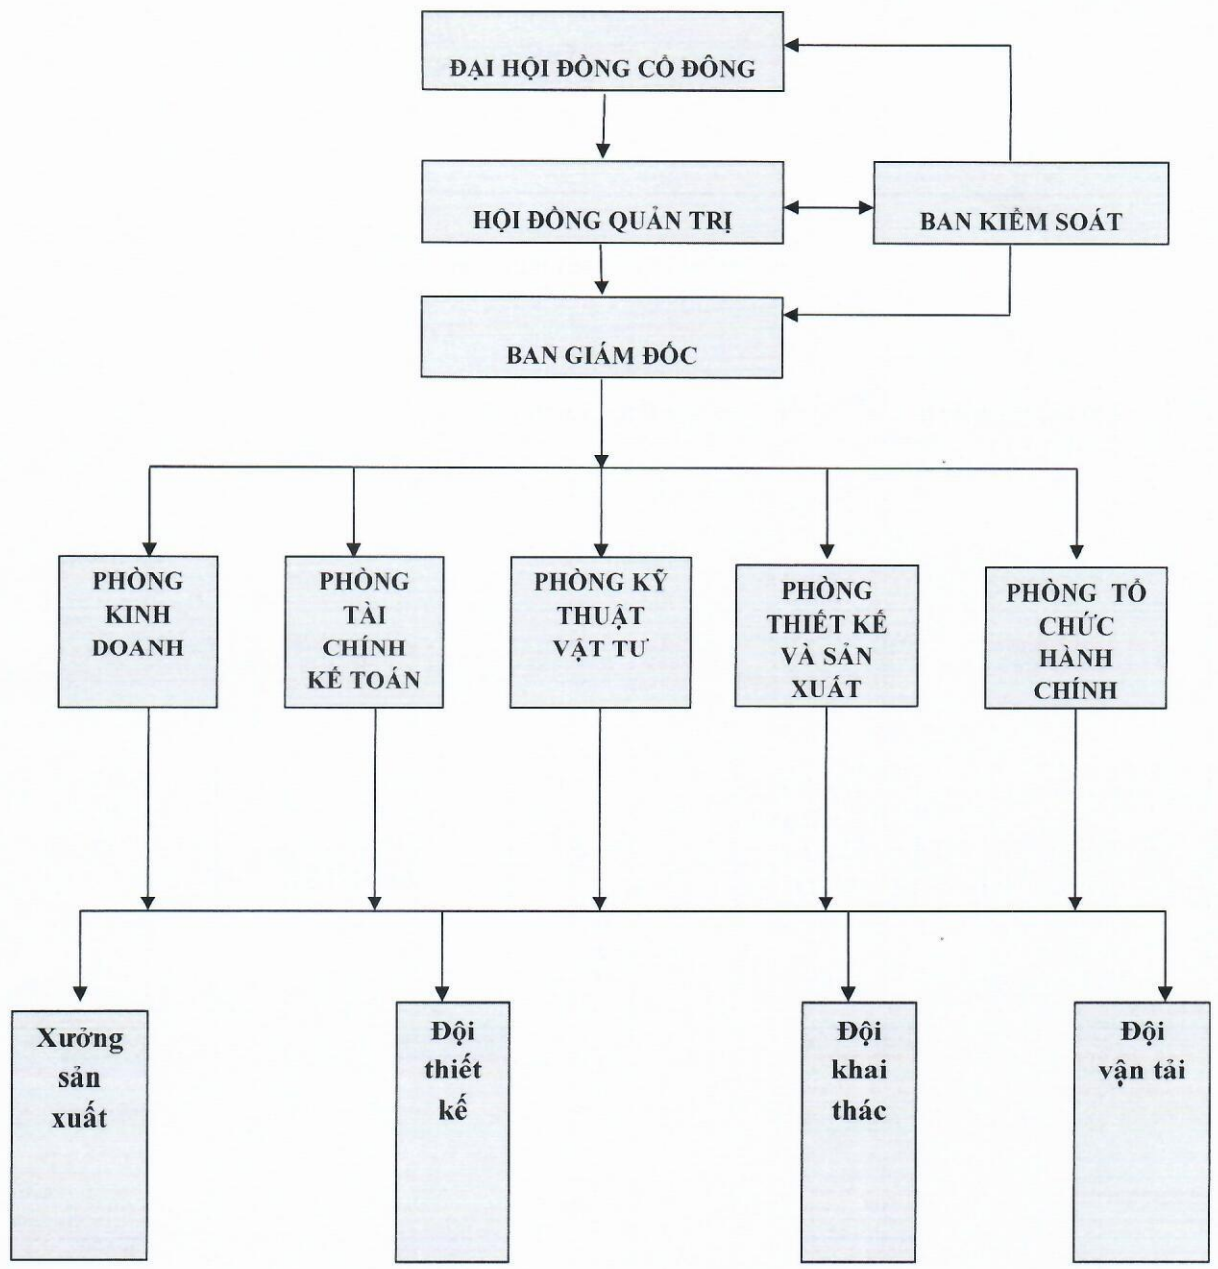 ĐẠI HỘI ĐỒNG CỔ ĐÔNG
HỘI ĐỒNG QUẢN TRỊ
BAN KIỂM SOÁT
BAN GIÁM ĐỐC
PHÒNG
KINH
DOANH
PHÒNG
TÀI
CHÍNH
KẾ TOÁN
PHÒNG KỸ
THUẬT
VẬT TƯ
PHÒNG
THIẾT KẾ
VÀ SẢN
XUẤT
PHÒNG TỔ
CHỨC
HÀNH
CHÍNH
Xưởng
sản
xuất
Đội
thiết
kế
Đội
khai
thác
Đội
vận tải